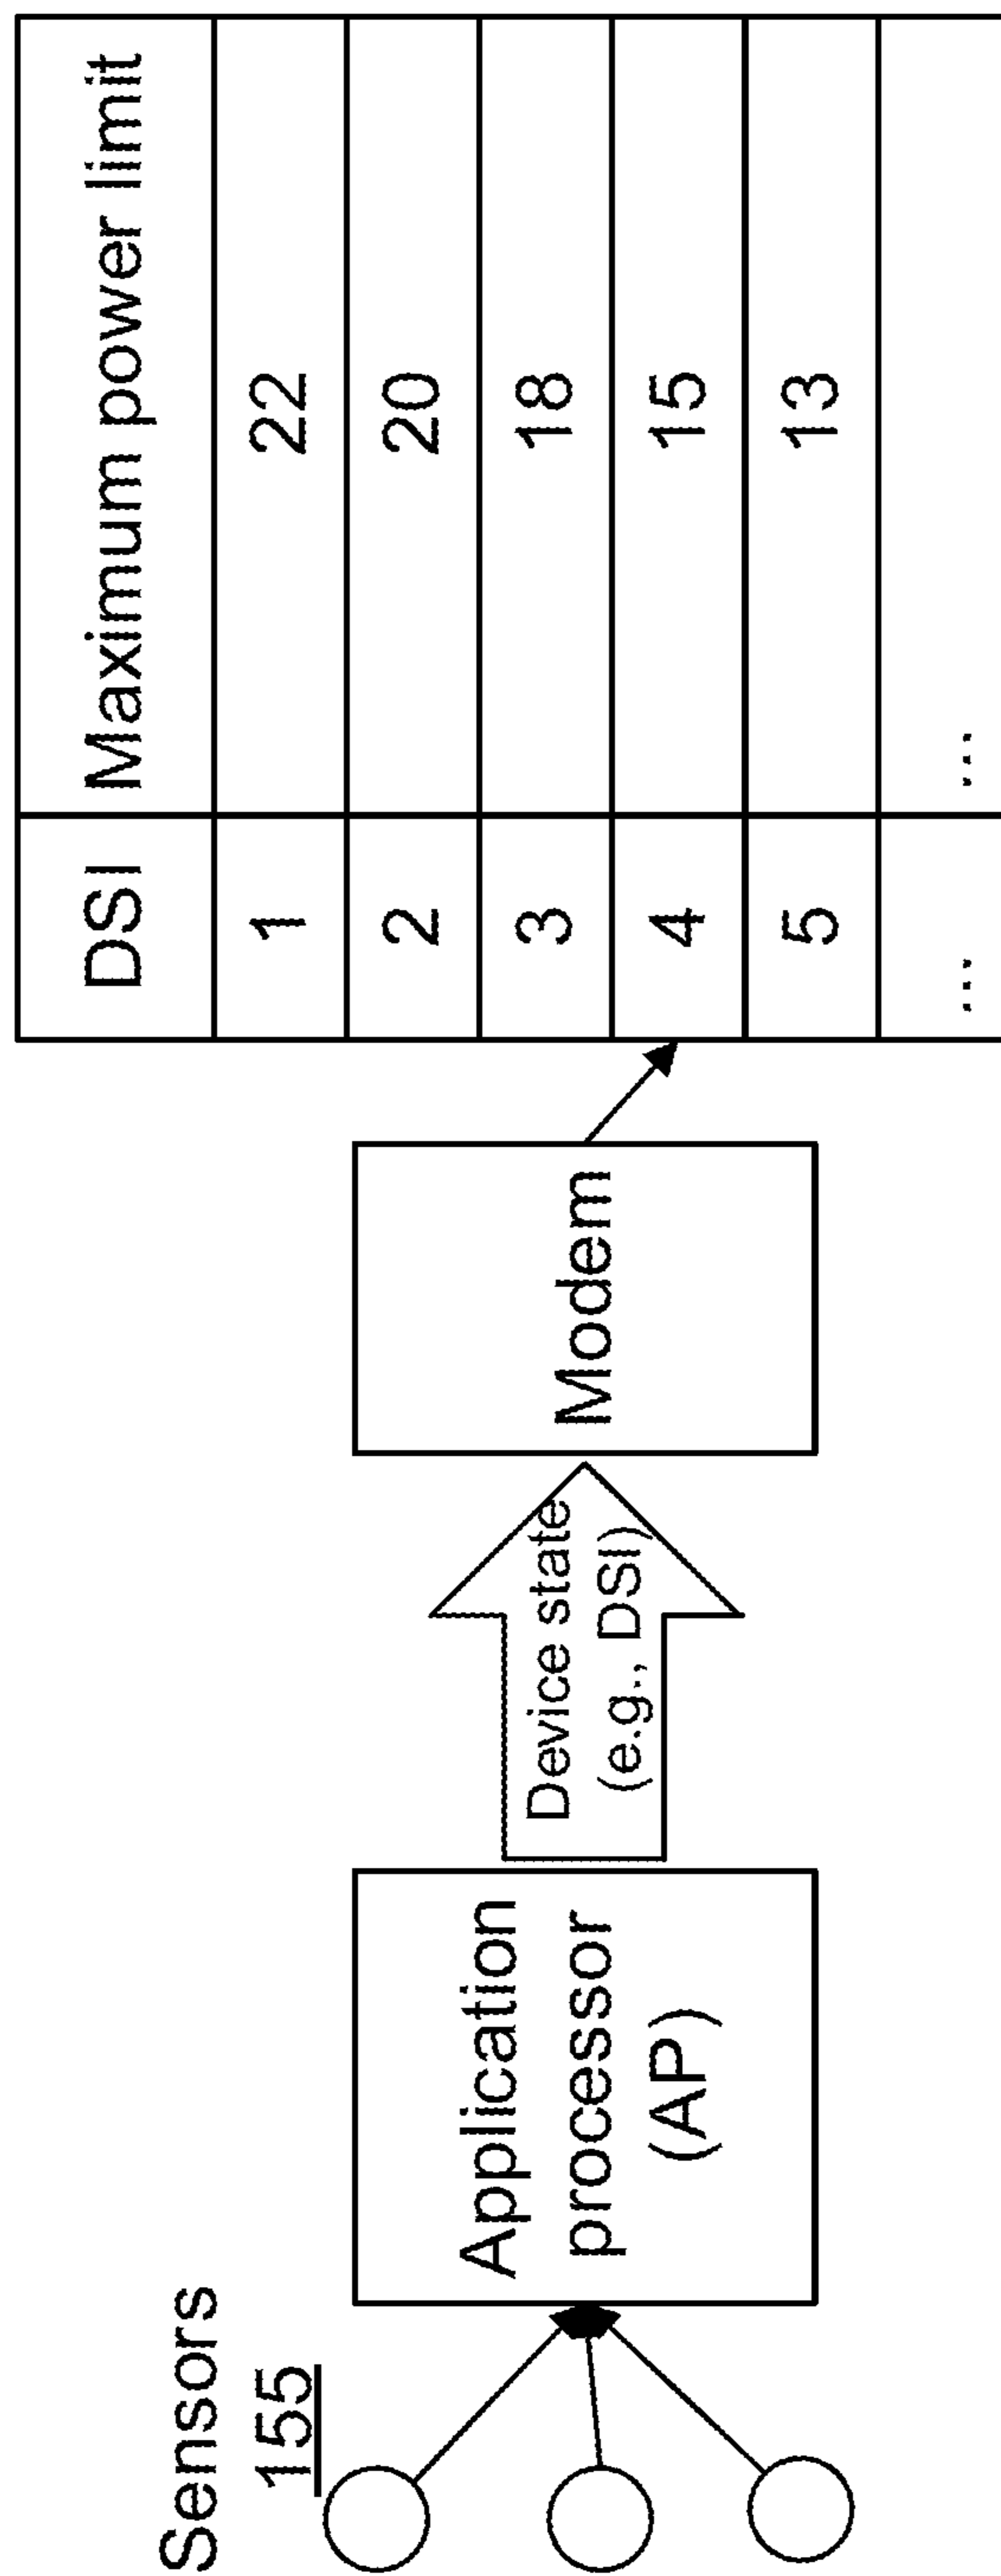 Sensors
155
Application
processor
(AP)
Device state
(e.g., DSI)
Modem
DSI Maximum power limit
1 22
2 20
3 18
4 15
5 13
... ...